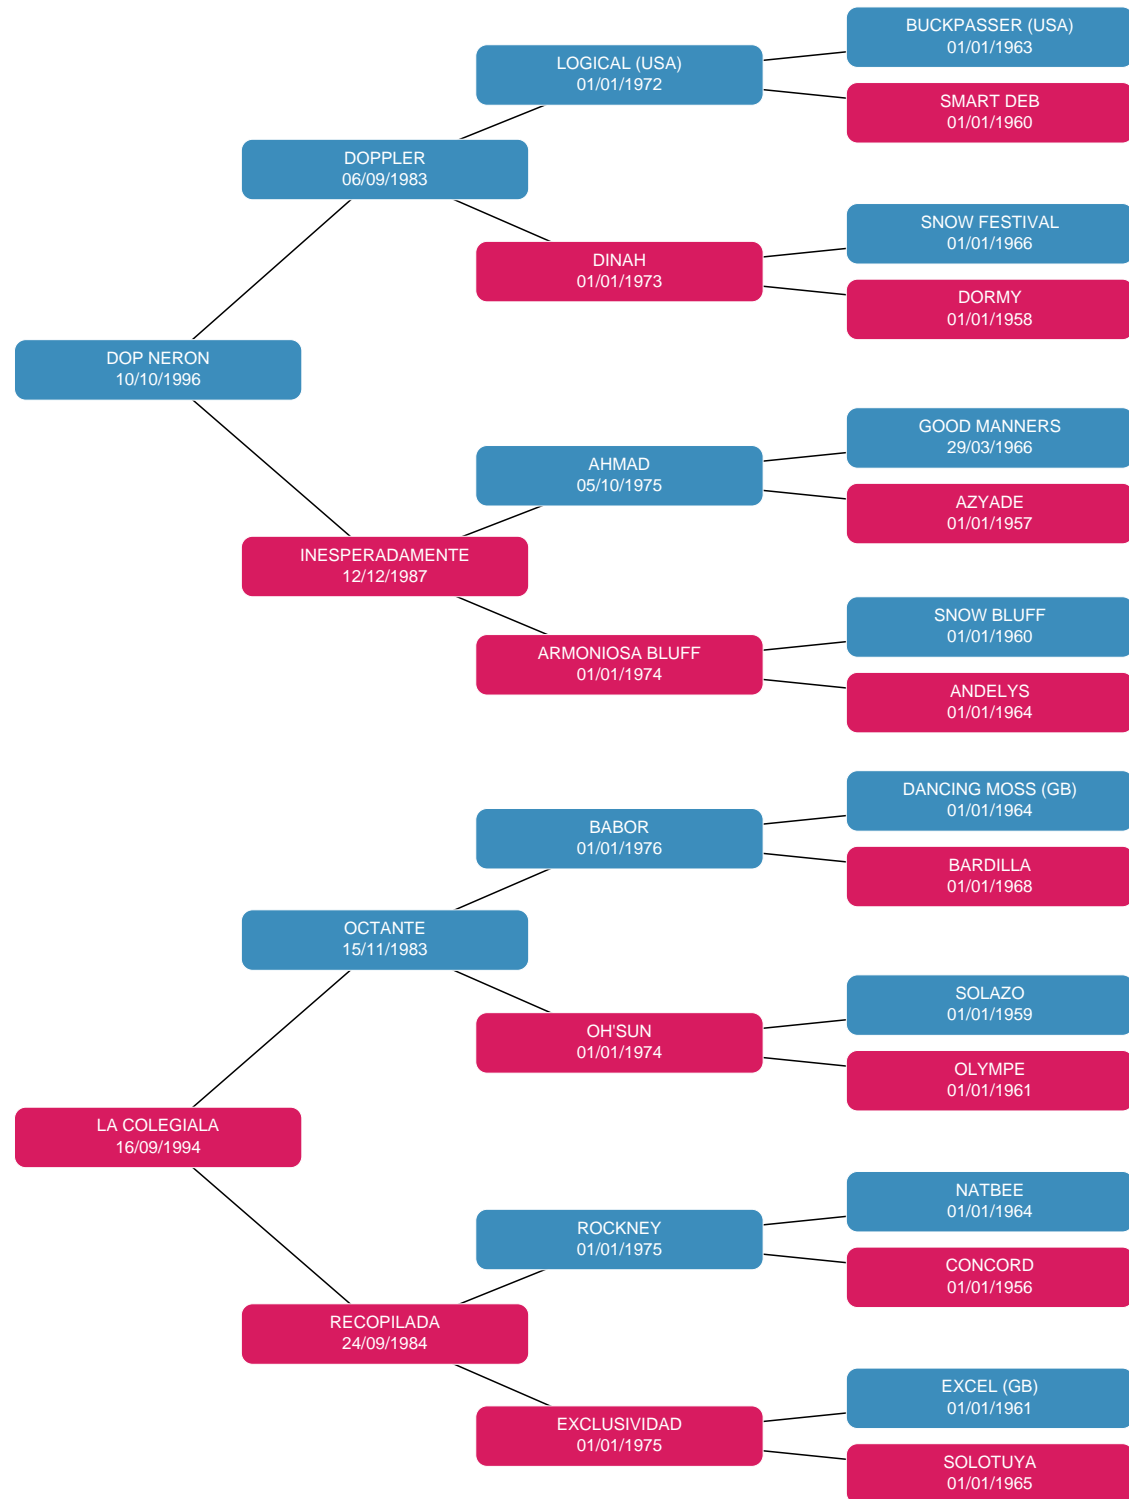 BUCKPASSER (USA)
01/01/1963
LOGICAL (USA)
01/01/1972
SMART DEB
01/01/1960
DOPPLER
06/09/1983
SNOW FESTIVAL
01/01/1966
DINAH
01/01/1973
DORMY
01/01/1958
DOP NERON
10/10/1996
GOOD MANNERS
29/03/1966
AHMAD
05/10/1975
AZYADE
01/01/1957
INESPERADAMENTE
12/12/1987
SNOW BLUFF
01/01/1960
ARMONIOSA BLUFF
01/01/1974
ANDELYS
01/01/1964
DANCING MOSS (GB)
01/01/1964
BABOR
01/01/1976
BARDILLA
01/01/1968
OCTANTE
15/11/1983
SOLAZO
01/01/1959
OH'SUN
01/01/1974
OLYMPE
01/01/1961
LA COLEGIALA
16/09/1994
NATBEE
01/01/1964
ROCKNEY
01/01/1975
CONCORD
01/01/1956
RECOPILADA
24/09/1984
EXCEL (GB)
01/01/1961
EXCLUSIVIDAD
01/01/1975
SOLOTUYA
01/01/1965